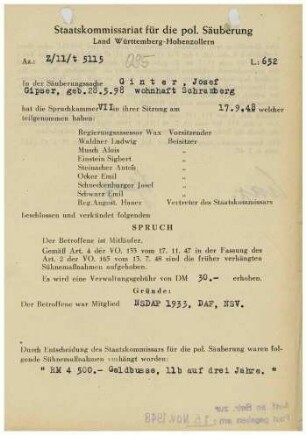 Staatskommissariat für die pol. Säuberung
Land Württemberg-Hohenzollern
Az.: Z/11/t 5115
L: 652
In der Säuberungssache Ginter, Josef
Gipser, geb. 28.5.98 wohnhaft Schramberg
hat die Spruchkammer VII in ihrer Sitzung am 17.9.48 welcher
teilgenommen haben:
Regierungsassessor Wax Vorsitzender
Waldner Ludwig Beisitzer
Munch Alois "
Einstein Sigbert "
Steinacher Anton "
Orker Emil "
Schneckenburger Josef "
Schwarz Emil "
Reg.Angest. Huner Vertreter des Staatskommissars
beschlossen und verkündet folgenden
SPRUCH
Der Betroffene ist Mitläufer.
Gemäß Art. 4 der VO. 133 vom 17. 11. 47 in der Fassung des
Art. 2 der VO. 165 vom 13. 7. 48 sind die früher verhängten
Sühnemaßnahmen aufgehoben.
Es wird eine Verwaltungsgebühr von DM 30.- erhoben.
Gründe:
Der Betroffene war Mitglied NSDAP 1933, DAF, NSV.
Durch Entscheidung des Staatskommissars für die pol. Säuberung waren fol-
gende Sühnemaßnahmen verhängt worden:
" RM 4 500.- Geldbusse, 11b auf drei Jahre. "